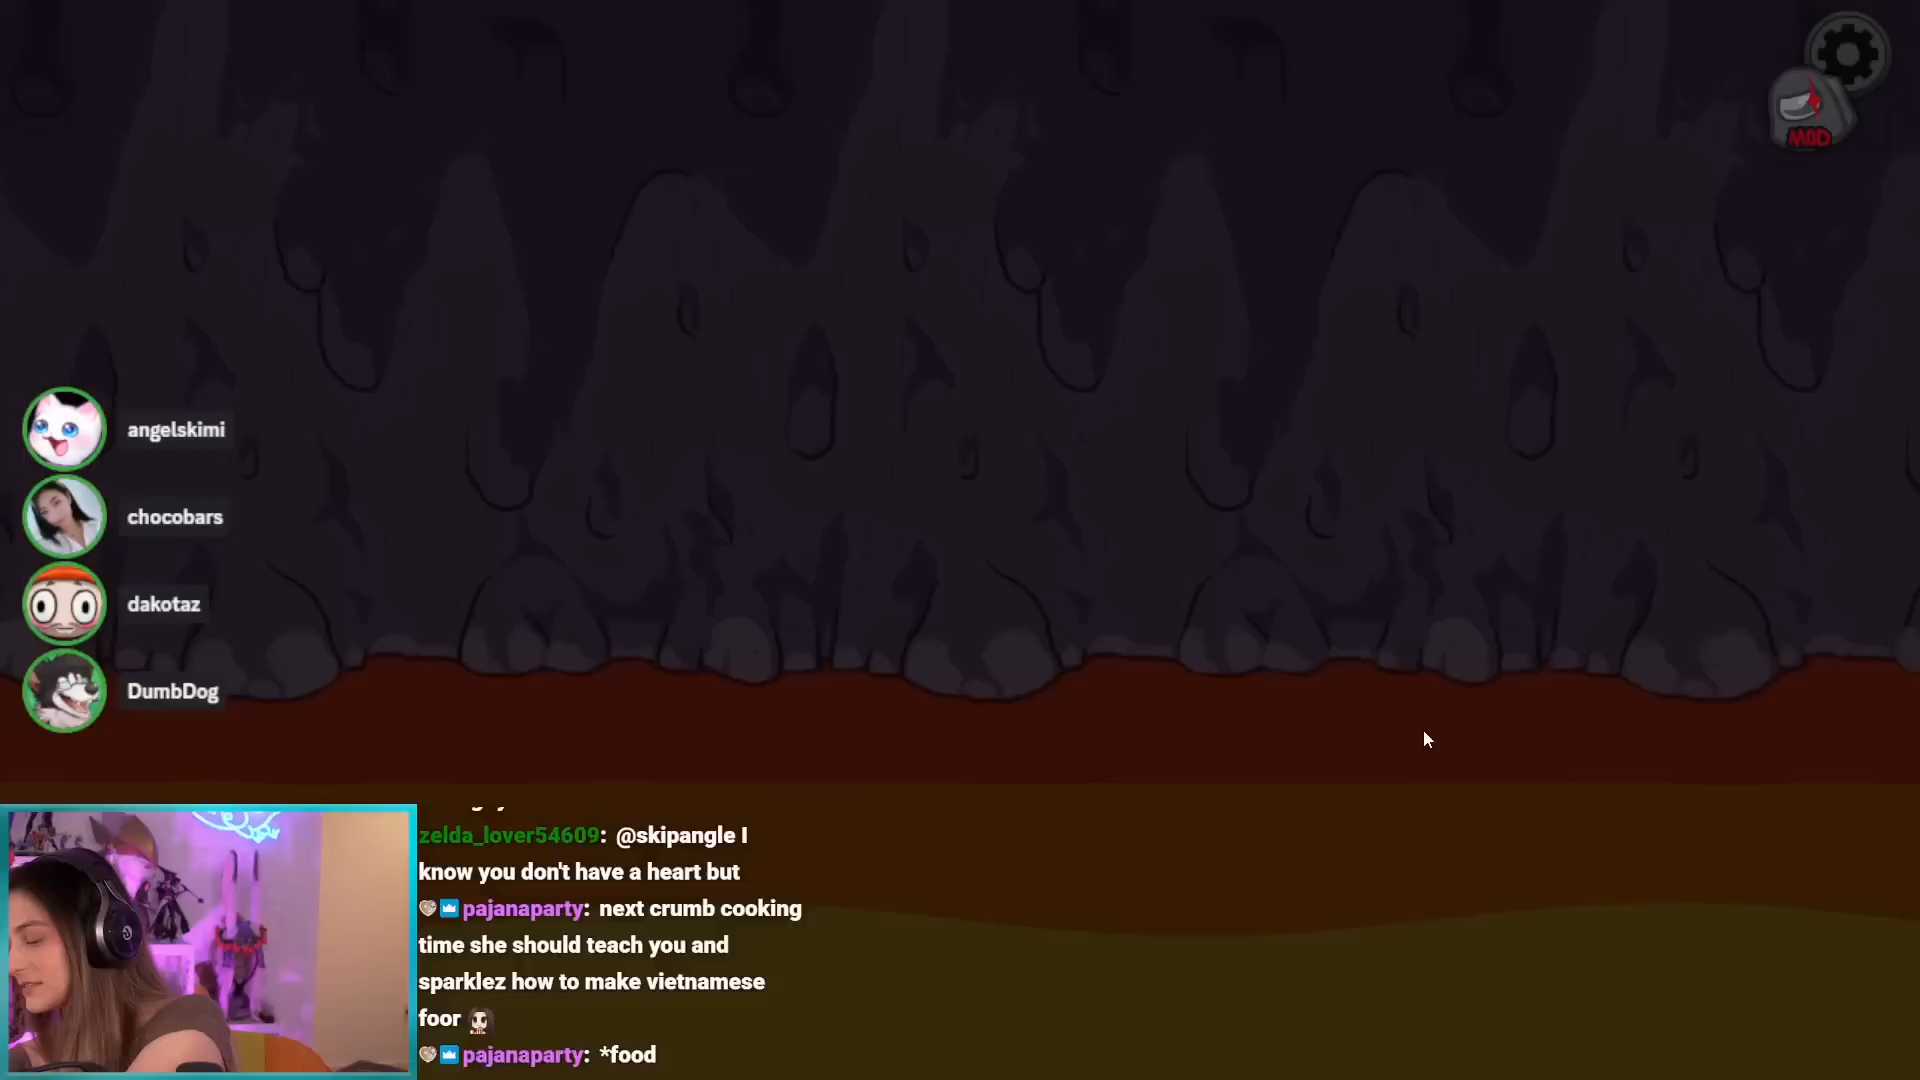 MOD
angelskimi
chocobars
dakotaz
DumbDog
zelda_lover54609: @skipangle I
know you don't have a heart but
pajanaparty: next crumb cooking
time she should teach you and
sparklez how to make vietnamese
foor
pajanaparty: *food